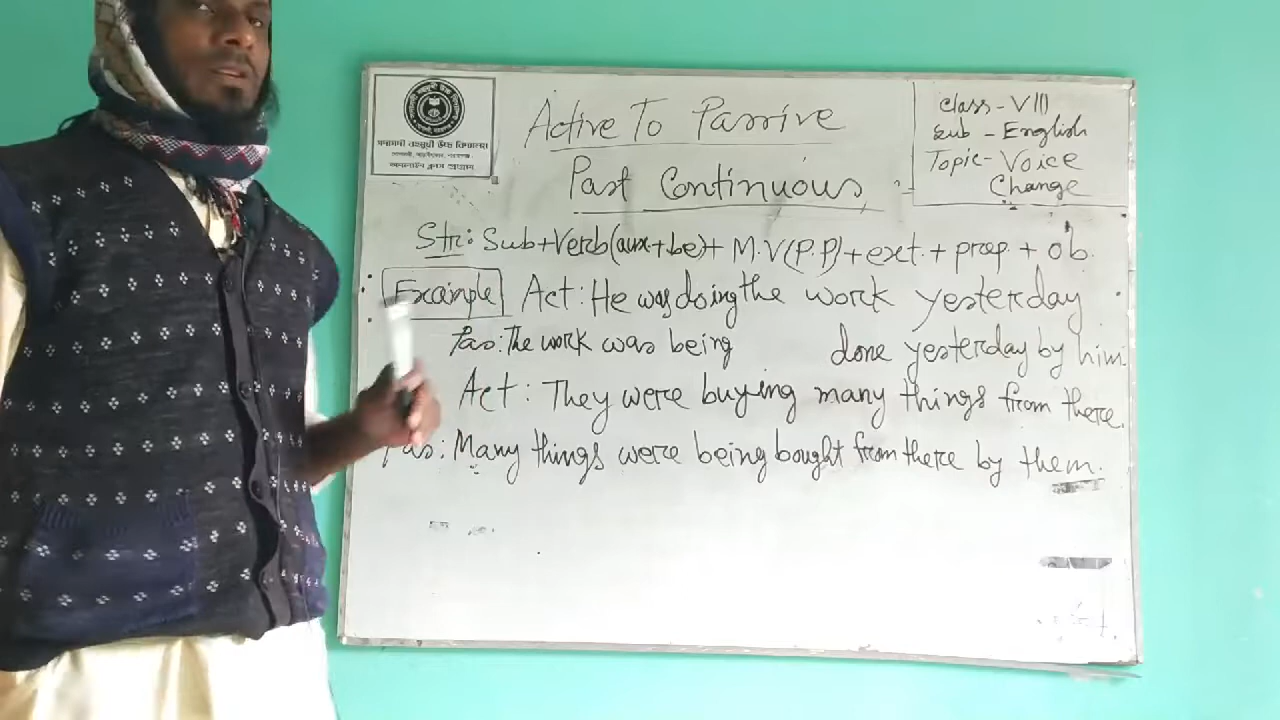 Active To Passive
Past Continuous
Class - VIII
Sub - English
Topic - Voice
Change
Str: Sub + Verb (aux + be) + M.V (P.P) + ext. + prep + ob.
Example Act: He was doing the work yesterday
Pas: The work was being done yesterday by him.
Act: They were buying many things from there.
Pas: Many things were being bought from there by them.